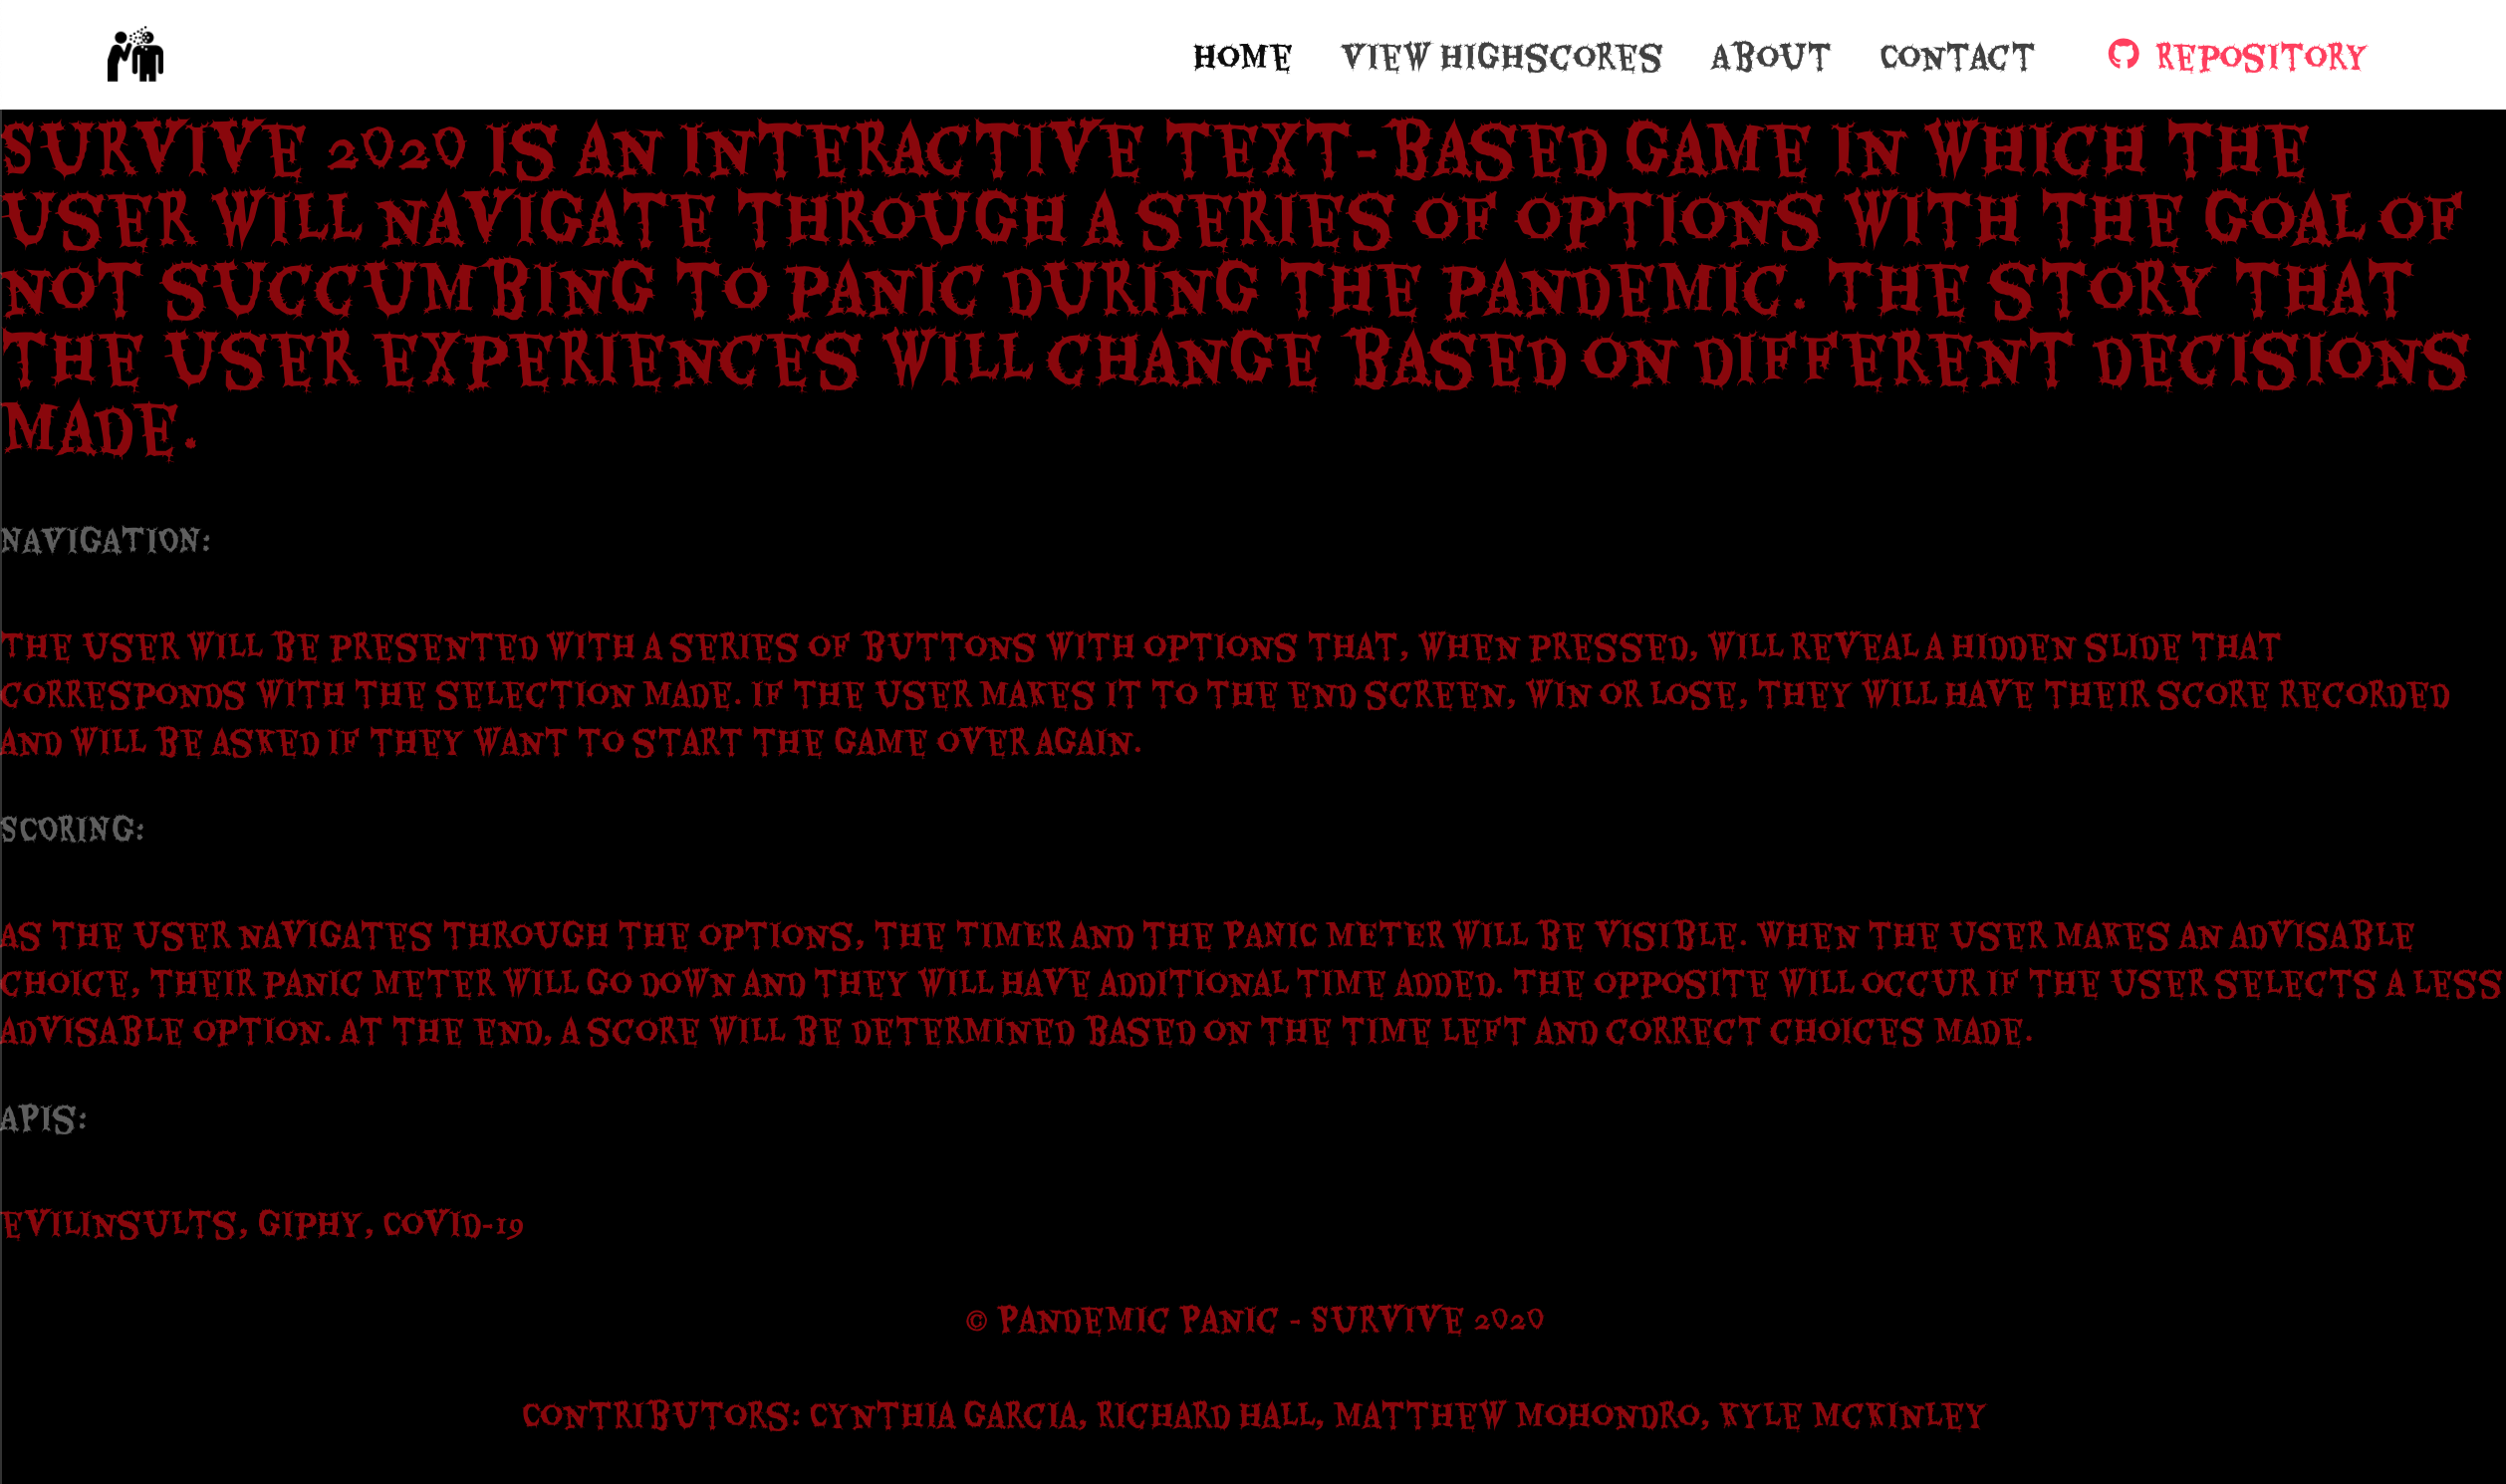 HOME VIEW HIGHSCORES ABOUT CONTACT REPOSITORY
SURVIVE 2020 IS AN INTERACTIVE TEXT-BASED GAME IN WHICH THE
USER WILL NAVIGATE THROUGH A SERIES OF OPTIONS WITH THE GOAL OF
NOT SUCCUMBING TO PANIC DURING THE PANDEMIC. THE STORY THAT
THE USER EXPERIENCES WILL CHANGE BASED ON DIFFERENT DECISIONS
MADE.
NAVIGATION:
THE USER WILL BE PRESENTED WITH A SERIES OF BUTTONS WITH OPTIONS THAT, WHEN PRESSED, WILL REVEAL A HIDDEN SLIDE THAT
CORRESPONDS WITH THE SELECTION MADE. IF THE USER MAKES IT TO THE END SCREEN, WIN OR LOSE, THEY WILL HAVE THEIR SCORE RECORDED
AND WILL BE ASKED IF THEY WANT TO START THE GAME OVER AGAIN.
SCORING:
AS THE USER NAVIGATES THROUGH THE OPTIONS, THE TIMER AND THE PANIC METER WILL BE VISIBLE. WHEN THE USER MAKES AN ADVISABLE
CHOICE, THEIR PANIC METER WILL GO DOWN AND THEY WILL HAVE ADDITIONAL TIME ADDED. THE OPPOSITE WILL OCCUR IF THE USER SELECTS A LESS
ADVISABLE OPTION. AT THE END, A SCORE WILL BE DETERMINED BASED ON THE TIME LEFT AND CORRECT CHOICES MADE.
APIS:
EVILINSULTS, GIPHY, COVID-19
© PANDEMIC PANIC - SURVIVE 2020
CONTRIBUTORS: CYNTHIA GARCIA, RICHARD HALL, MATTHEW MOHONDRO, KYLE MCKINLEY